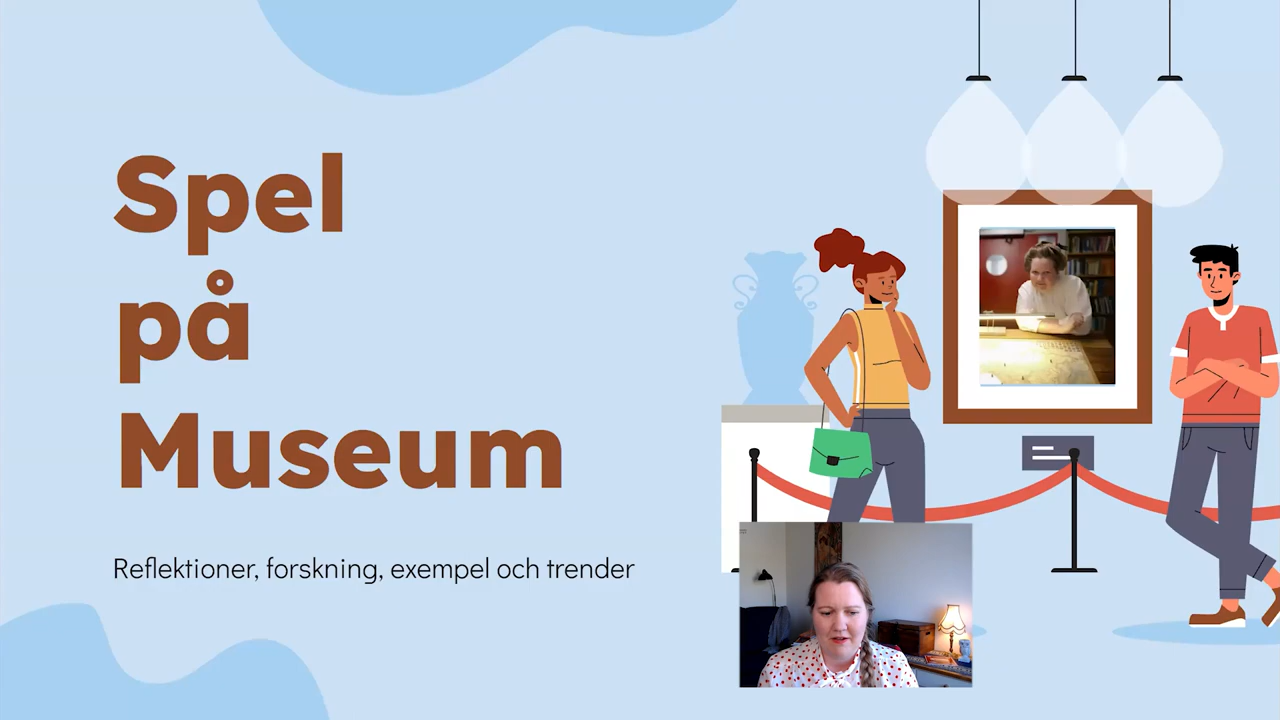 Spel
på
Museum
Reflektioner, forskning, exempel och trender